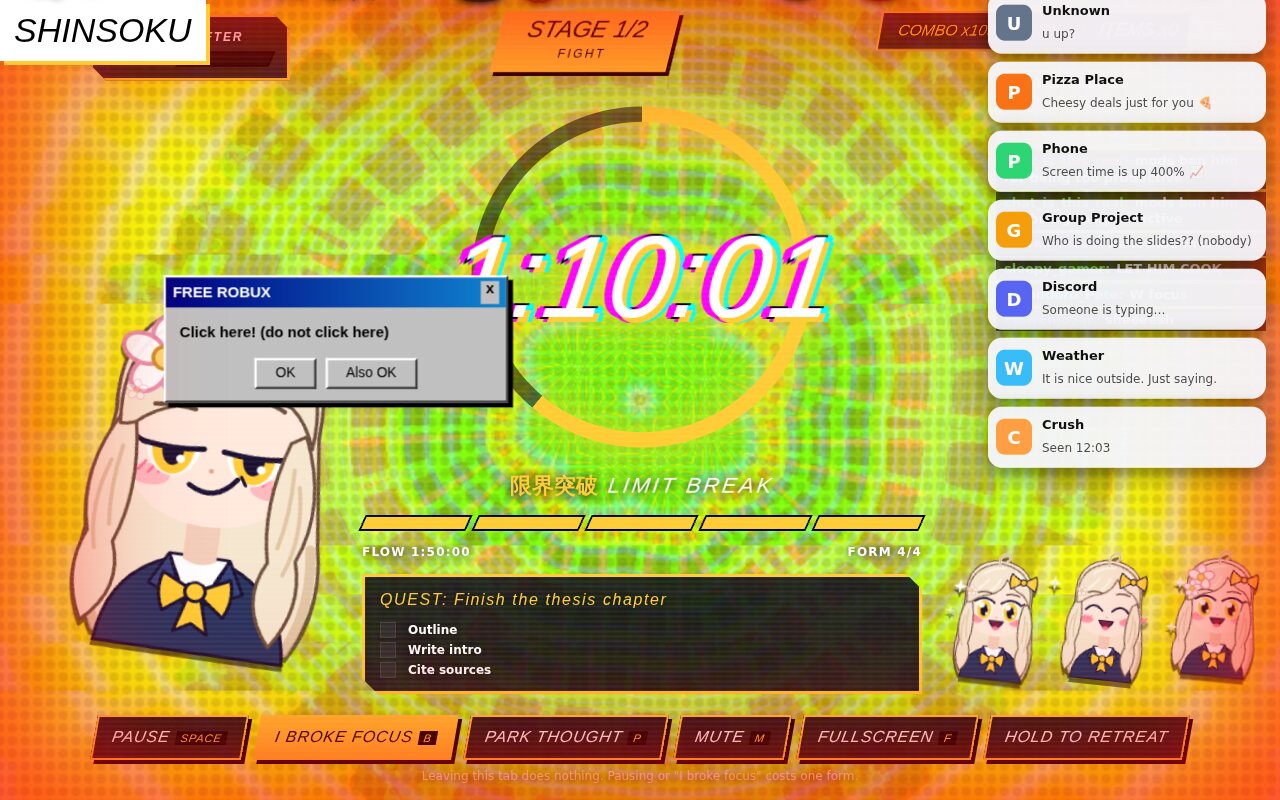 SHINSOKU
TER
STAGE 1/2
FIGHT
COMBO x10
ITEMS x0
U
Unknown
u up?
P
Pizza Place
Cheesy deals just for you 🍕
P
Phone
Screen time is up 400% 📈
G
Group Project
Who is doing the slides?? (nobody)
D
Discord
Someone is typing...
W
Weather
It is nice outside. Just saying.
C
Crush
Seen 12:03
1:10:01
FREE ROBUX
X
Click here! (do not click here)
OK
Also OK
限界突破 LIMIT BREAK
FLOW 1:50:00
FORM 4/4
QUEST: Finish the thesis chapter
Outline
Write intro
Cite sources
PAUSE SPACE
I BROKE FOCUS B
PARK THOUGHT P
MUTE M
FULLSCREEN F
HOLD TO RETREAT
Leaving this tab does nothing. Pausing or "I broke focus" costs one form.